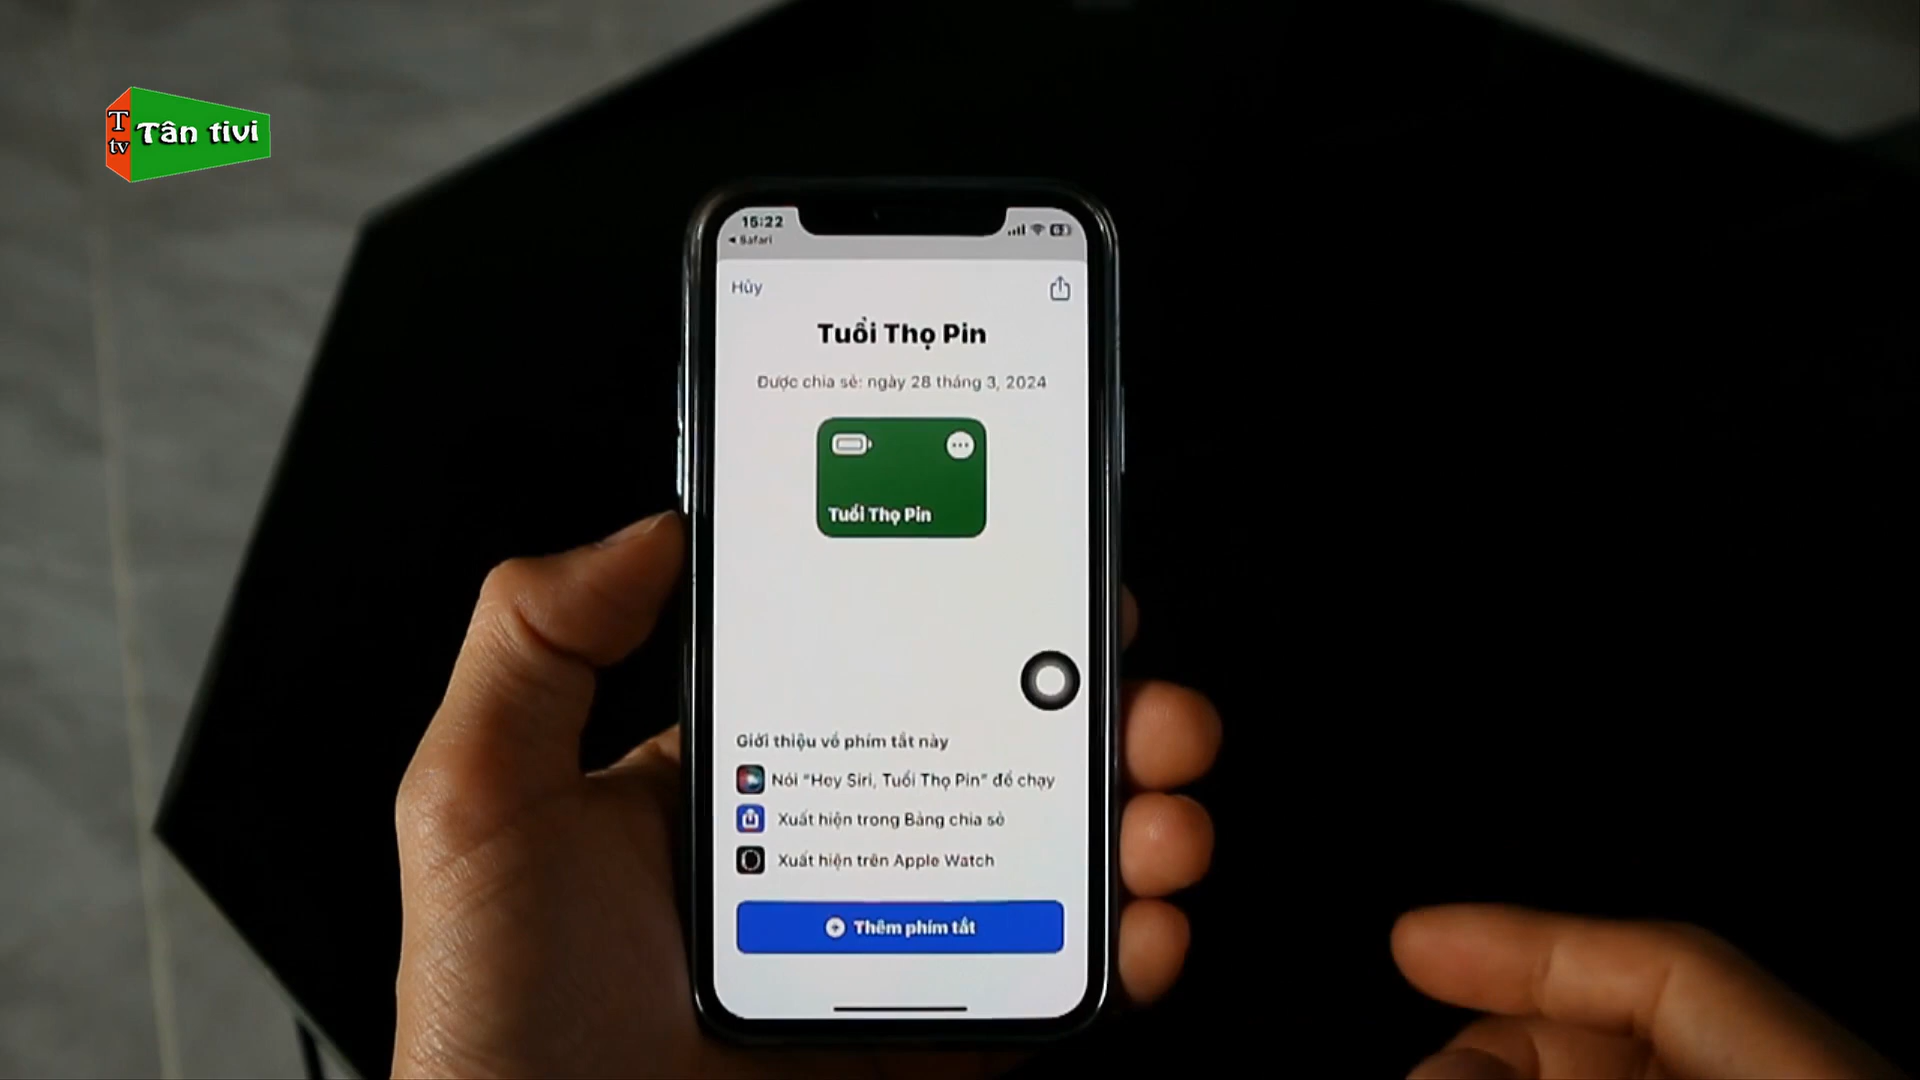 T
tv
Tân tivi
15:22
◄ Safari
Hủy
Tuổi Thọ Pin
Được chia sẻ: ngày 28 tháng 3, 2024
Tuổi Thọ Pin
Giới thiệu về phím tắt này
Nói "Hey Siri, Tuổi Thọ Pin" để chạy
Xuất hiện trong Bảng chia sẻ
Xuất hiện trên Apple Watch
Thêm phím tắt